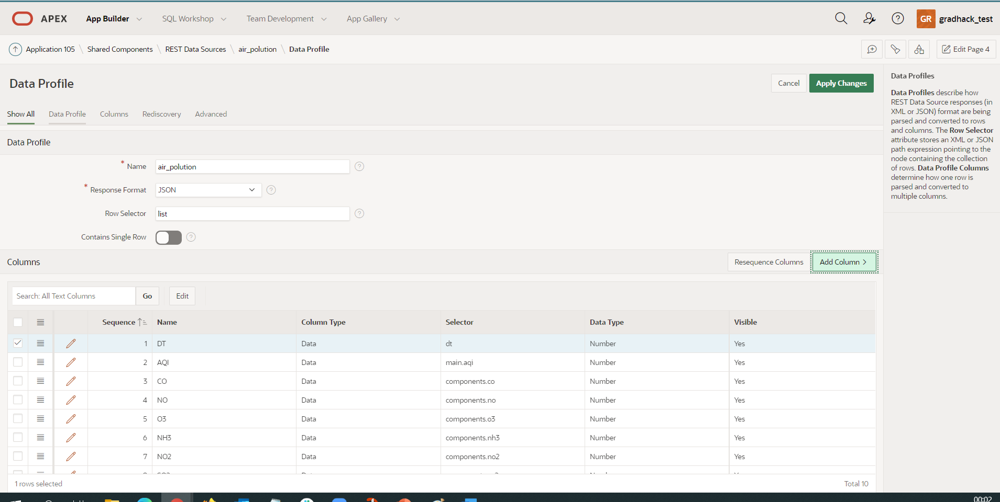 APEX App Builder SQL Workshop Team Development App Gallery GR gradhack_test
Application 105 \ Shared Components \ REST Data Sources \ air_polution \ Data Profile Edit Page 4
Data Profile
Cancel Apply Changes
Show All Data Profile Columns Rediscovery Advanced
Data Profile
* Name air_polution
* Response Format JSON
Row Selector list
Contains Single Row
Columns
Resequence Columns Add Column >
Search: All Text Columns Go Edit
Sequence Name Column Type Selector Data Type Visible
1 DT Data dt Number Yes
2 AQI Data main.aqi Number Yes
3 CO Data components.co Number Yes
4 NO Data components.no Number Yes
5 O3 Data components.o3 Number Yes
6 NH3 Data components.nh3 Number Yes
7 NO2 Data components.no2 Number Yes
1 rows selected Total 10
Data Profiles
Data Profiles describe how
REST Data Source responses (in
XML or JSON) format are being
parsed and converted to rows
and columns. The Row Selector
attribute stores an XML or JSON
path expression pointing to the
node containing the collection
of rows. Data Profile Columns
determine how one row is
parsed and converted to
multiple columns.
00:02